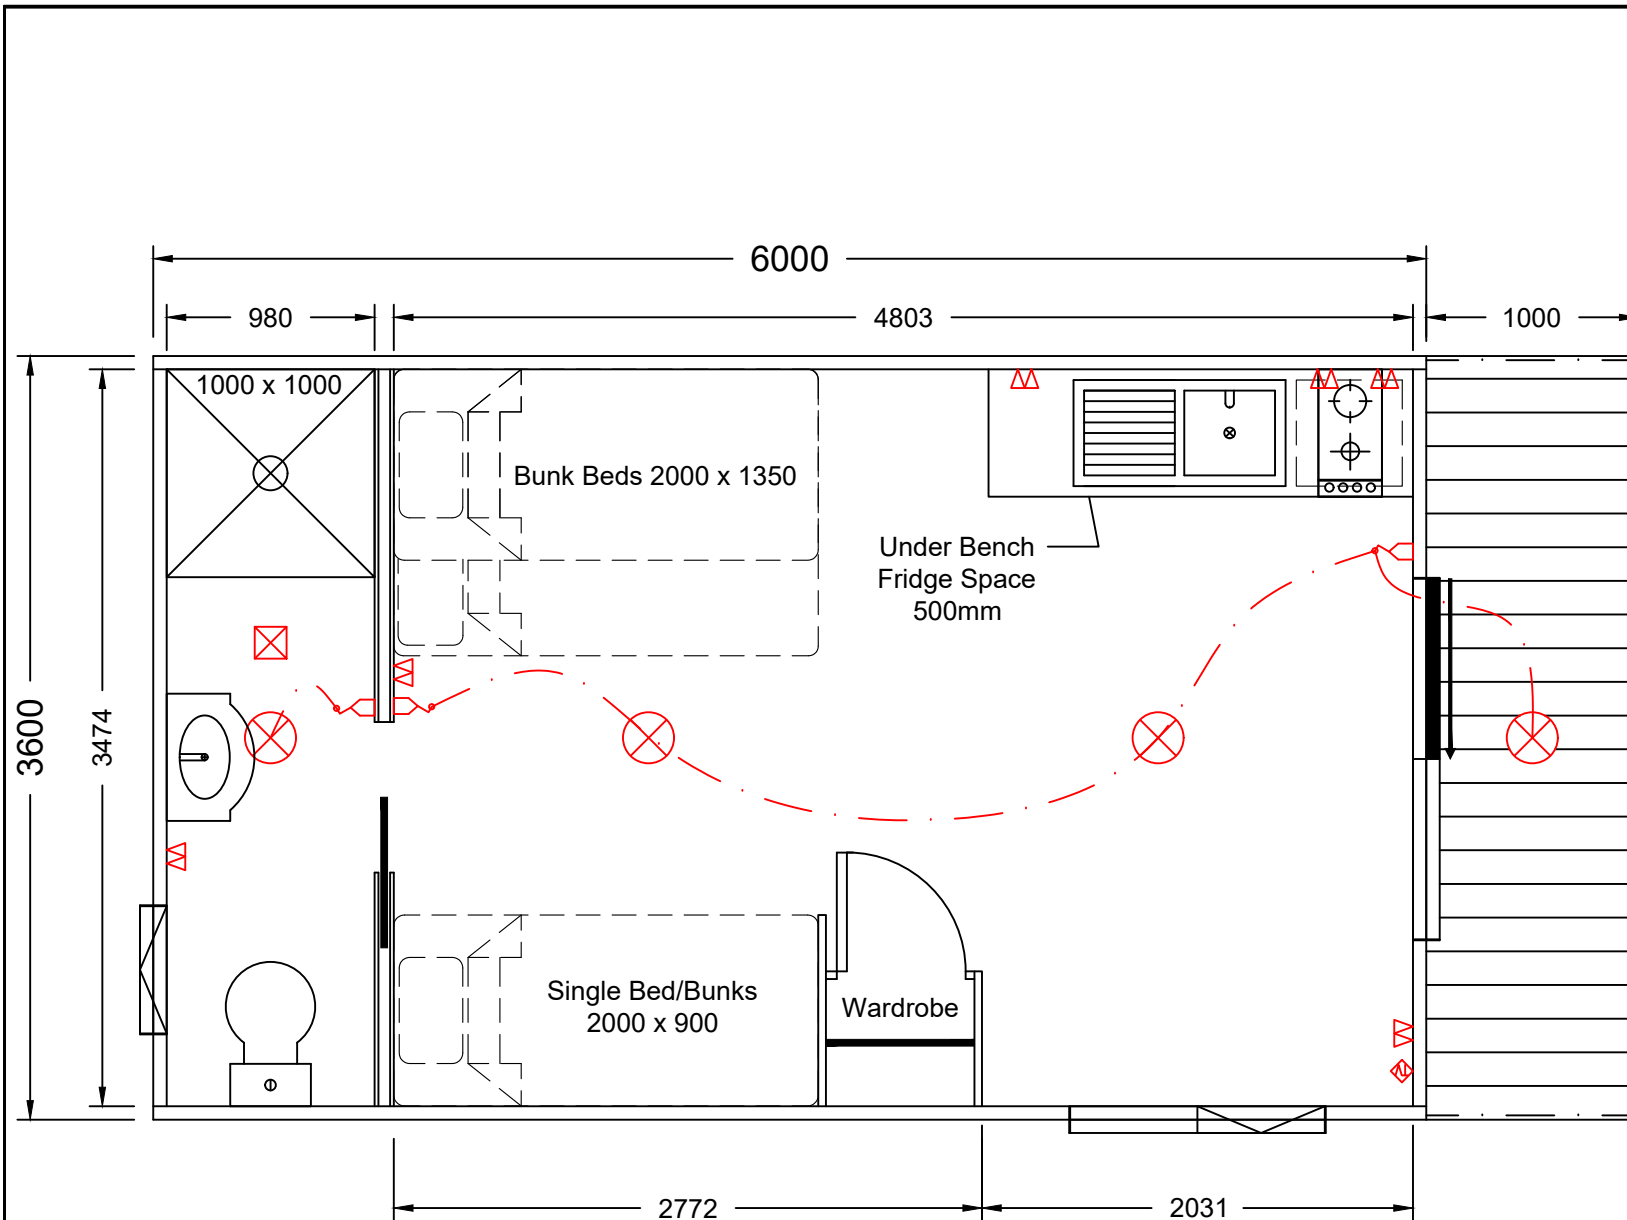 6000
980
4803
1000
1000 x 1000
Bunk Beds 2000 x 1350
Under Bench
Fridge Space
500mm
3600
3474
Single Bed/Bunks
2000 x 900
Wardrobe
2772
2031